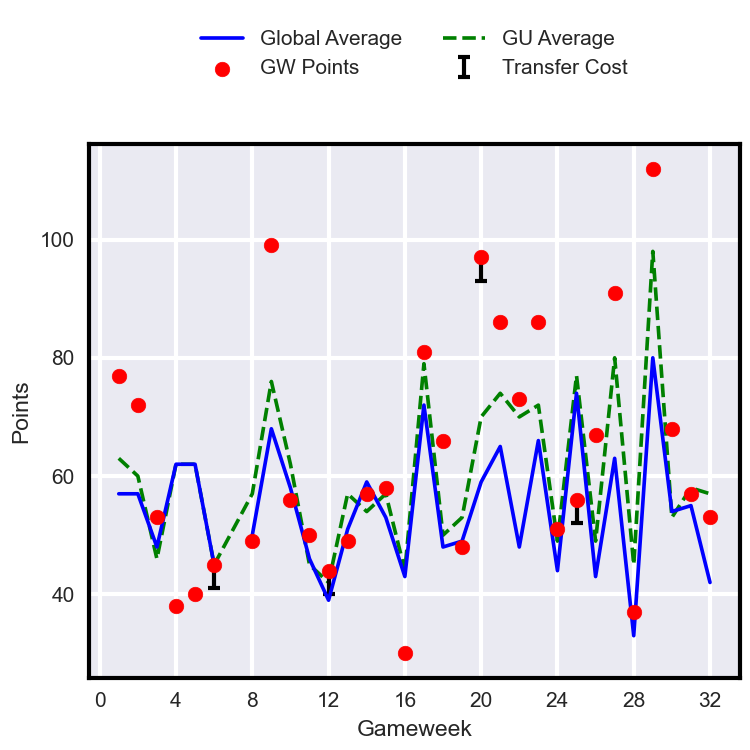 Global Average GU Average
GW Points Transfer Cost
100
80
60
40
Points
0 4 8 12 16 20 24 28 32
Gameweek